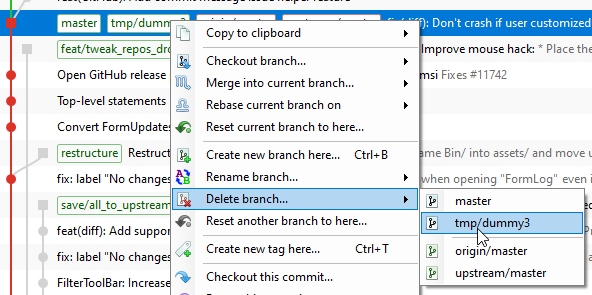 master tmp/dummy3 fix(diff): Don't crash if user customized
feat/tweak_repos_dro Improve mouse hack: * Place the
Open GitHub release msi Fixes #11742
Top-level statements
Convert FormUpdates
restructure Restruct ame Bin/ into assets/ and move u
fix: label "No changes when opening "FormLog" even i
save/all_to_upstream
feat(diff): Add suppor
fix: label "No changes
FilterToolBar: Increase
Copy to clipboard
Checkout branch...
Merge into current branch...
Rebase current branch on
Reset current branch to here...
Create new branch here... Ctrl+B
Rename branch...
Delete branch...
Reset another branch to here...
Create new tag here... Ctrl+T
Checkout this commit...
master
tmp/dummy3
origin/master
upstream/master